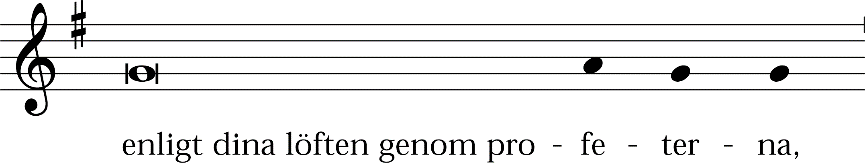 enligt dina löften genom pro - fe - ter - na,